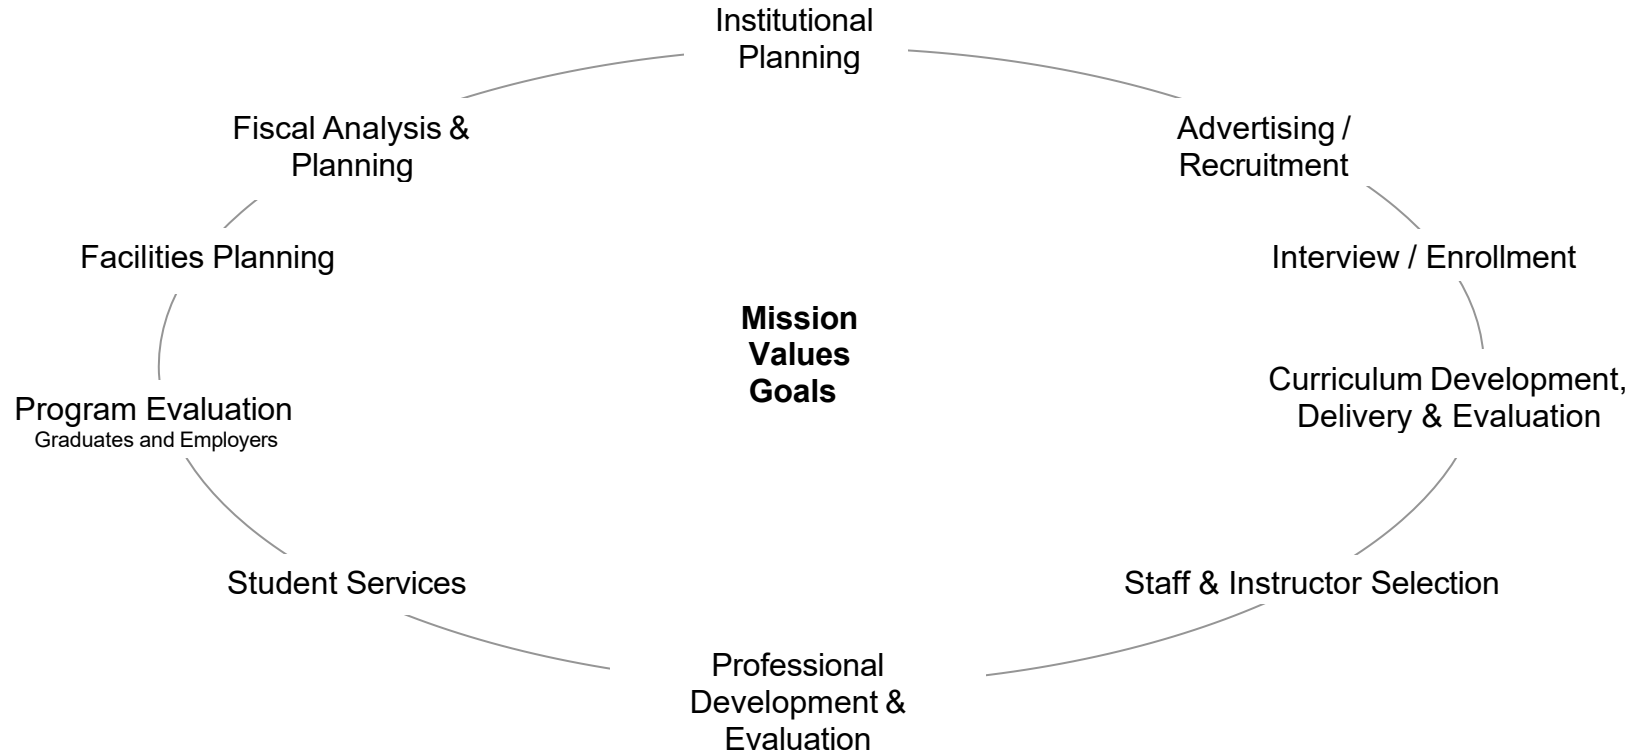 Institutional
Planning
Fiscal Analysis &
Planning
Advertising /
Recruitment
Facilities Planning
Interview / Enrollment
Mission
Values
Goals
Curriculum Development,
Delivery & Evaluation
Program Evaluation
Graduates and Employers
Student Services
Staff & Instructor Selection
Professional
Development &
Evaluation